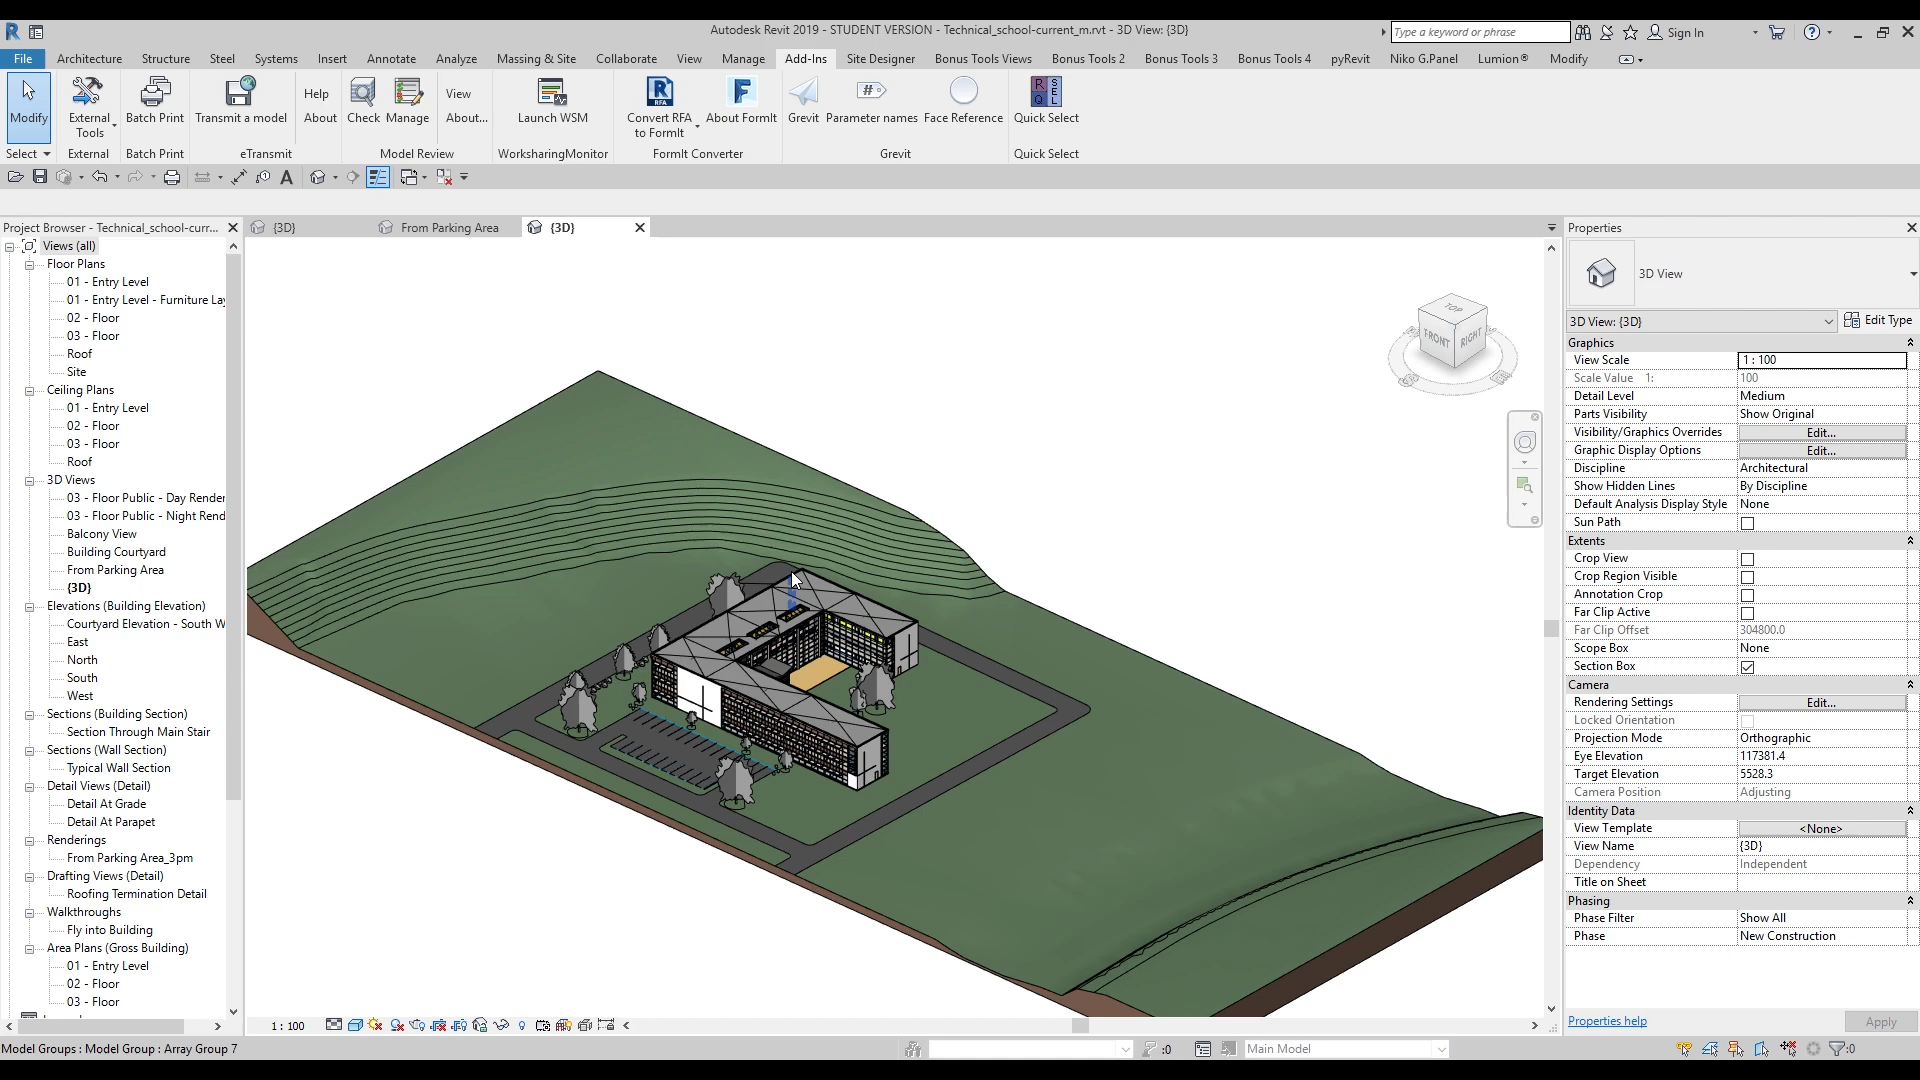 Autodesk Revit 2019 - STUDENT VERSION - Technical_school-current_m.rvt - 3D View: {3D}
Type a keyword or phrase
Sign In
File Architecture Structure Steel Systems Insert Annotate Analyze Massing & Site Collaborate View Manage Add-Ins Site Designer Bonus Tools Views Bonus Tools 2 Bonus Tools 3 Bonus Tools 4 pyRevit Niko G.Panel Lumion® Modify
Modify
External Tools
Batch Print
Transmit a model
Help
About
Check
Manage
View
About...
Launch WSM
Convert RFA to FormIt
About FormIt
Grevit
Parameter names
Face Reference
Quick Select
Select External Batch Print eTransmit Model Review WorksharingMonitor FormIt Converter Grevit Quick Select
Project Browser - Technical_school-curr...
{3D} From Parking Area {3D}
Views (all)
Floor Plans
01 - Entry Level
01 - Entry Level - Furniture Lay
02 - Floor
03 - Floor
Roof
Site
Ceiling Plans
01 - Entry Level
02 - Floor
03 - Floor
Roof
3D Views
03 - Floor Public - Day Render
03 - Floor Public - Night Rend
Balcony View
Building Courtyard
From Parking Area
{3D}
Elevations (Building Elevation)
Courtyard Elevation - South W
East
North
South
West
Sections (Building Section)
Section Through Main Stair
Sections (Wall Section)
Typical Wall Section
Detail Views (Detail)
Detail At Grade
Detail At Parapet
Renderings
From Parking Area_3pm
Drafting Views (Detail)
Roofing Termination Detail
Walkthroughs
Fly into Building
Area Plans (Gross Building)
01 - Entry Level
02 - Floor
03 - Floor
TOP
FRONT RIGHT
Properties
3D View
3D View: {3D} Edit Type
Graphics
View Scale 1 : 100
Scale Value 1: 100
Detail Level Medium
Parts Visibility Show Original
Visibility/Graphics Overrides Edit...
Graphic Display Options Edit...
Discipline Architectural
Show Hidden Lines By Discipline
Default Analysis Display Style None
Sun Path
Extents
Crop View
Crop Region Visible
Annotation Crop
Far Clip Active
Far Clip Offset 304800.0
Scope Box None
Section Box
Camera
Rendering Settings Edit...
Locked Orientation
Projection Mode Orthographic
Eye Elevation 117381.4
Target Elevation 5528.3
Camera Position Adjusting
Identity Data
View Template <None>
View Name {3D}
Dependency Independent
Title on Sheet
Phasing
Phase Filter Show All
Phase New Construction
Properties help Apply
1 : 100
Model Groups : Model Group : Array Group 7
:0
Main Model
:0